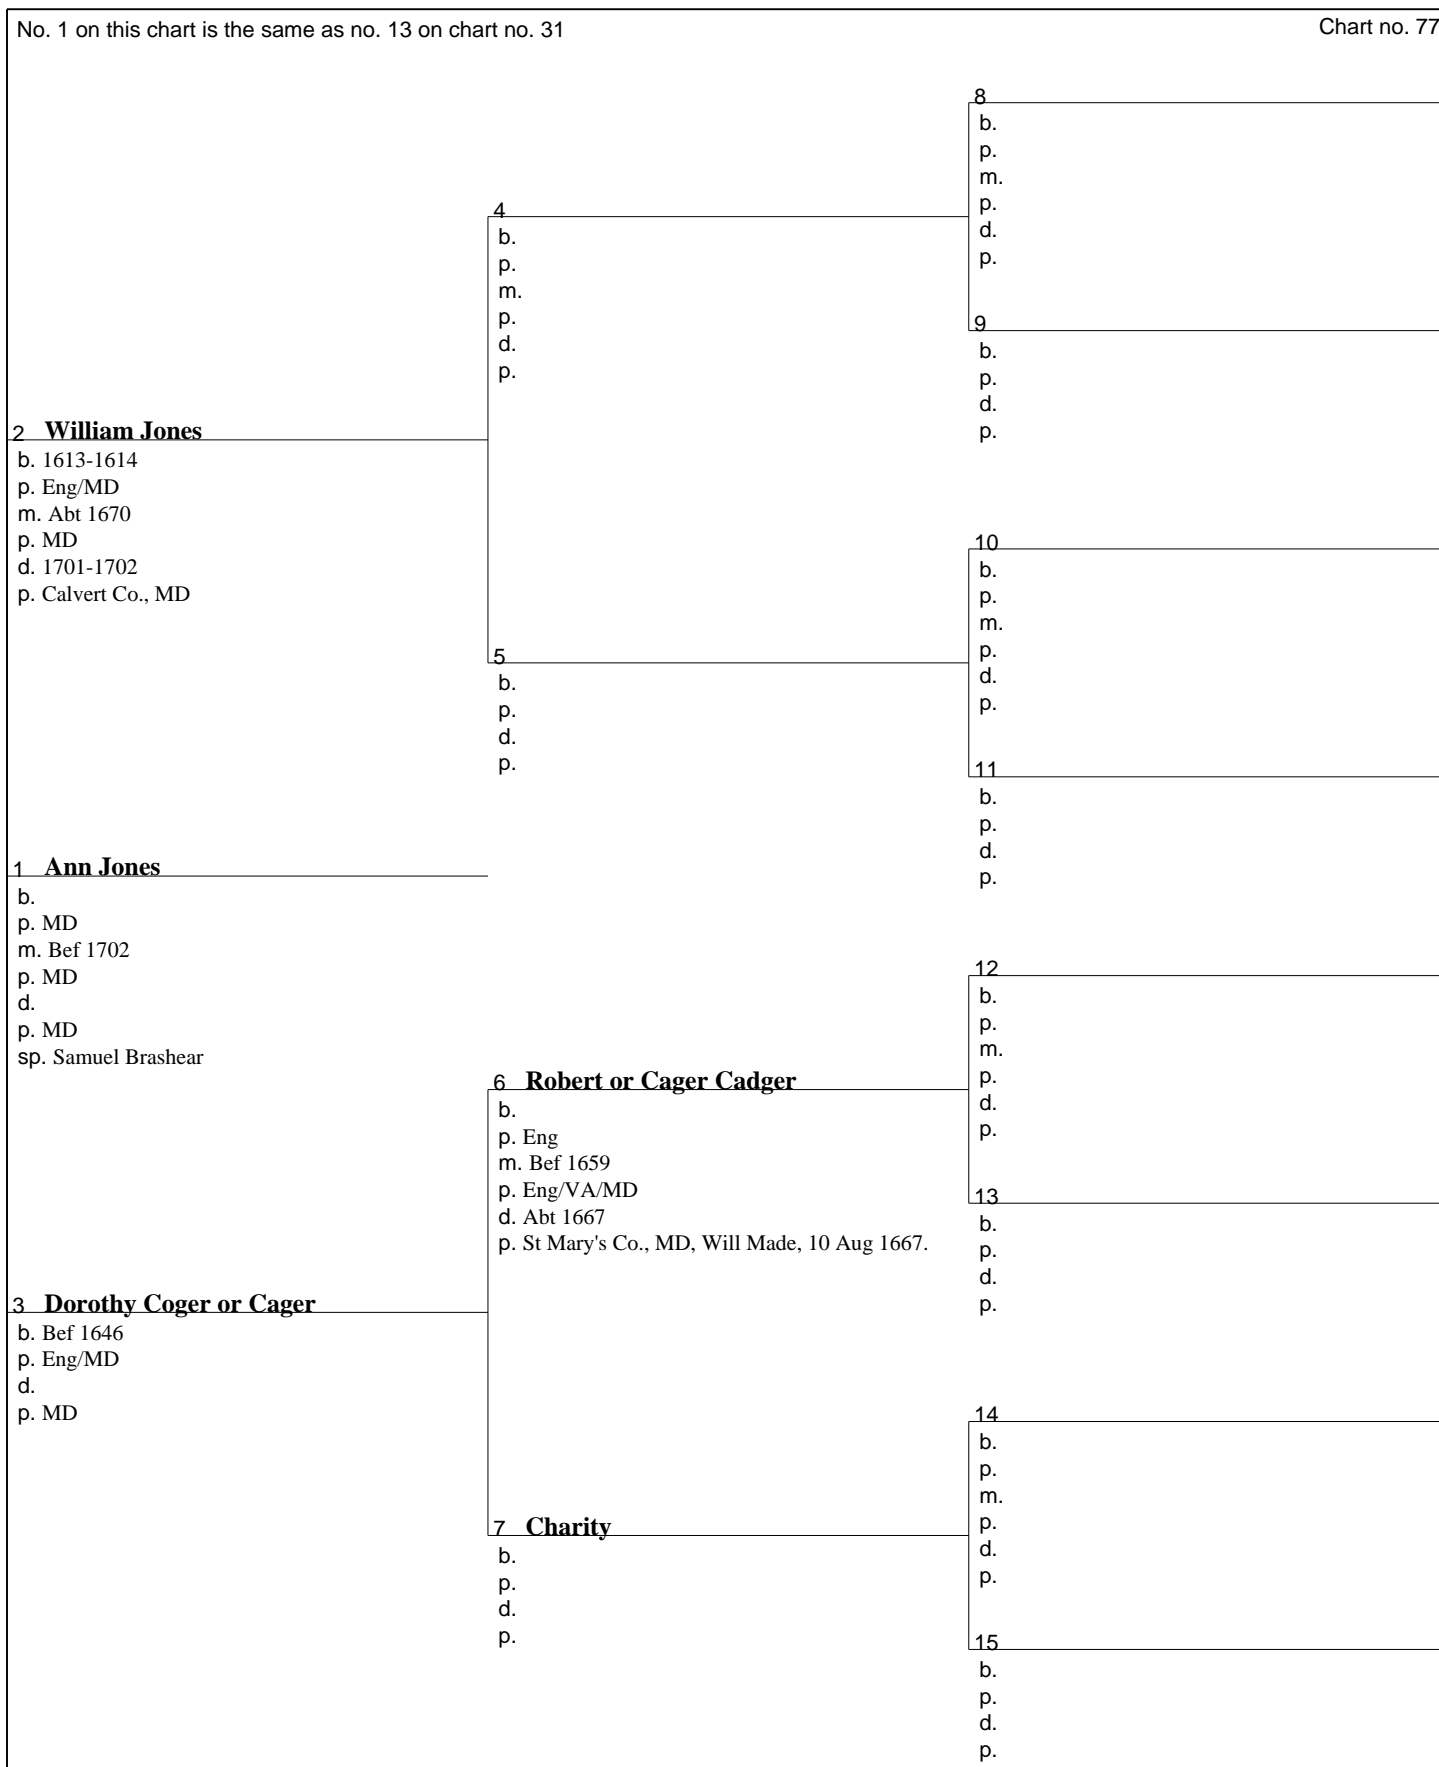 No. 1 on this chart is the same as no. 13 on chart no. 31
Chart no. 77
8
b.
p.
m.
p.
d.
p.
4
b.
p.
m.
p.
d.
p.
9
b.
p.
d.
p.
2 William Jones
b. 1613-1614
p. Eng/MD
m. Abt 1670
p. MD
d. 1701-1702
p. Calvert Co., MD
10
b.
p.
m.
p.
d.
p.
5
b.
p.
d.
p.
11
b.
p.
d.
p.
1 Ann Jones
b.
p. MD
m. Bef 1702
p. MD
d.
p. MD
sp. Samuel Brashear
12
b.
p.
m.
p.
d.
p.
6 Robert or Cager Cadger
b.
p. Eng
m. Bef 1659
p. Eng/VA/MD
d. Abt 1667
p. St Mary's Co., MD, Will Made, 10 Aug 1667.
13
b.
p.
d.
p.
3 Dorothy Coger or Cager
b. Bef 1646
p. Eng/MD
d.
p. MD
14
b.
p.
m.
p.
d.
p.
7 Charity
b.
p.
d.
p.
15
b.
p.
d.
p.